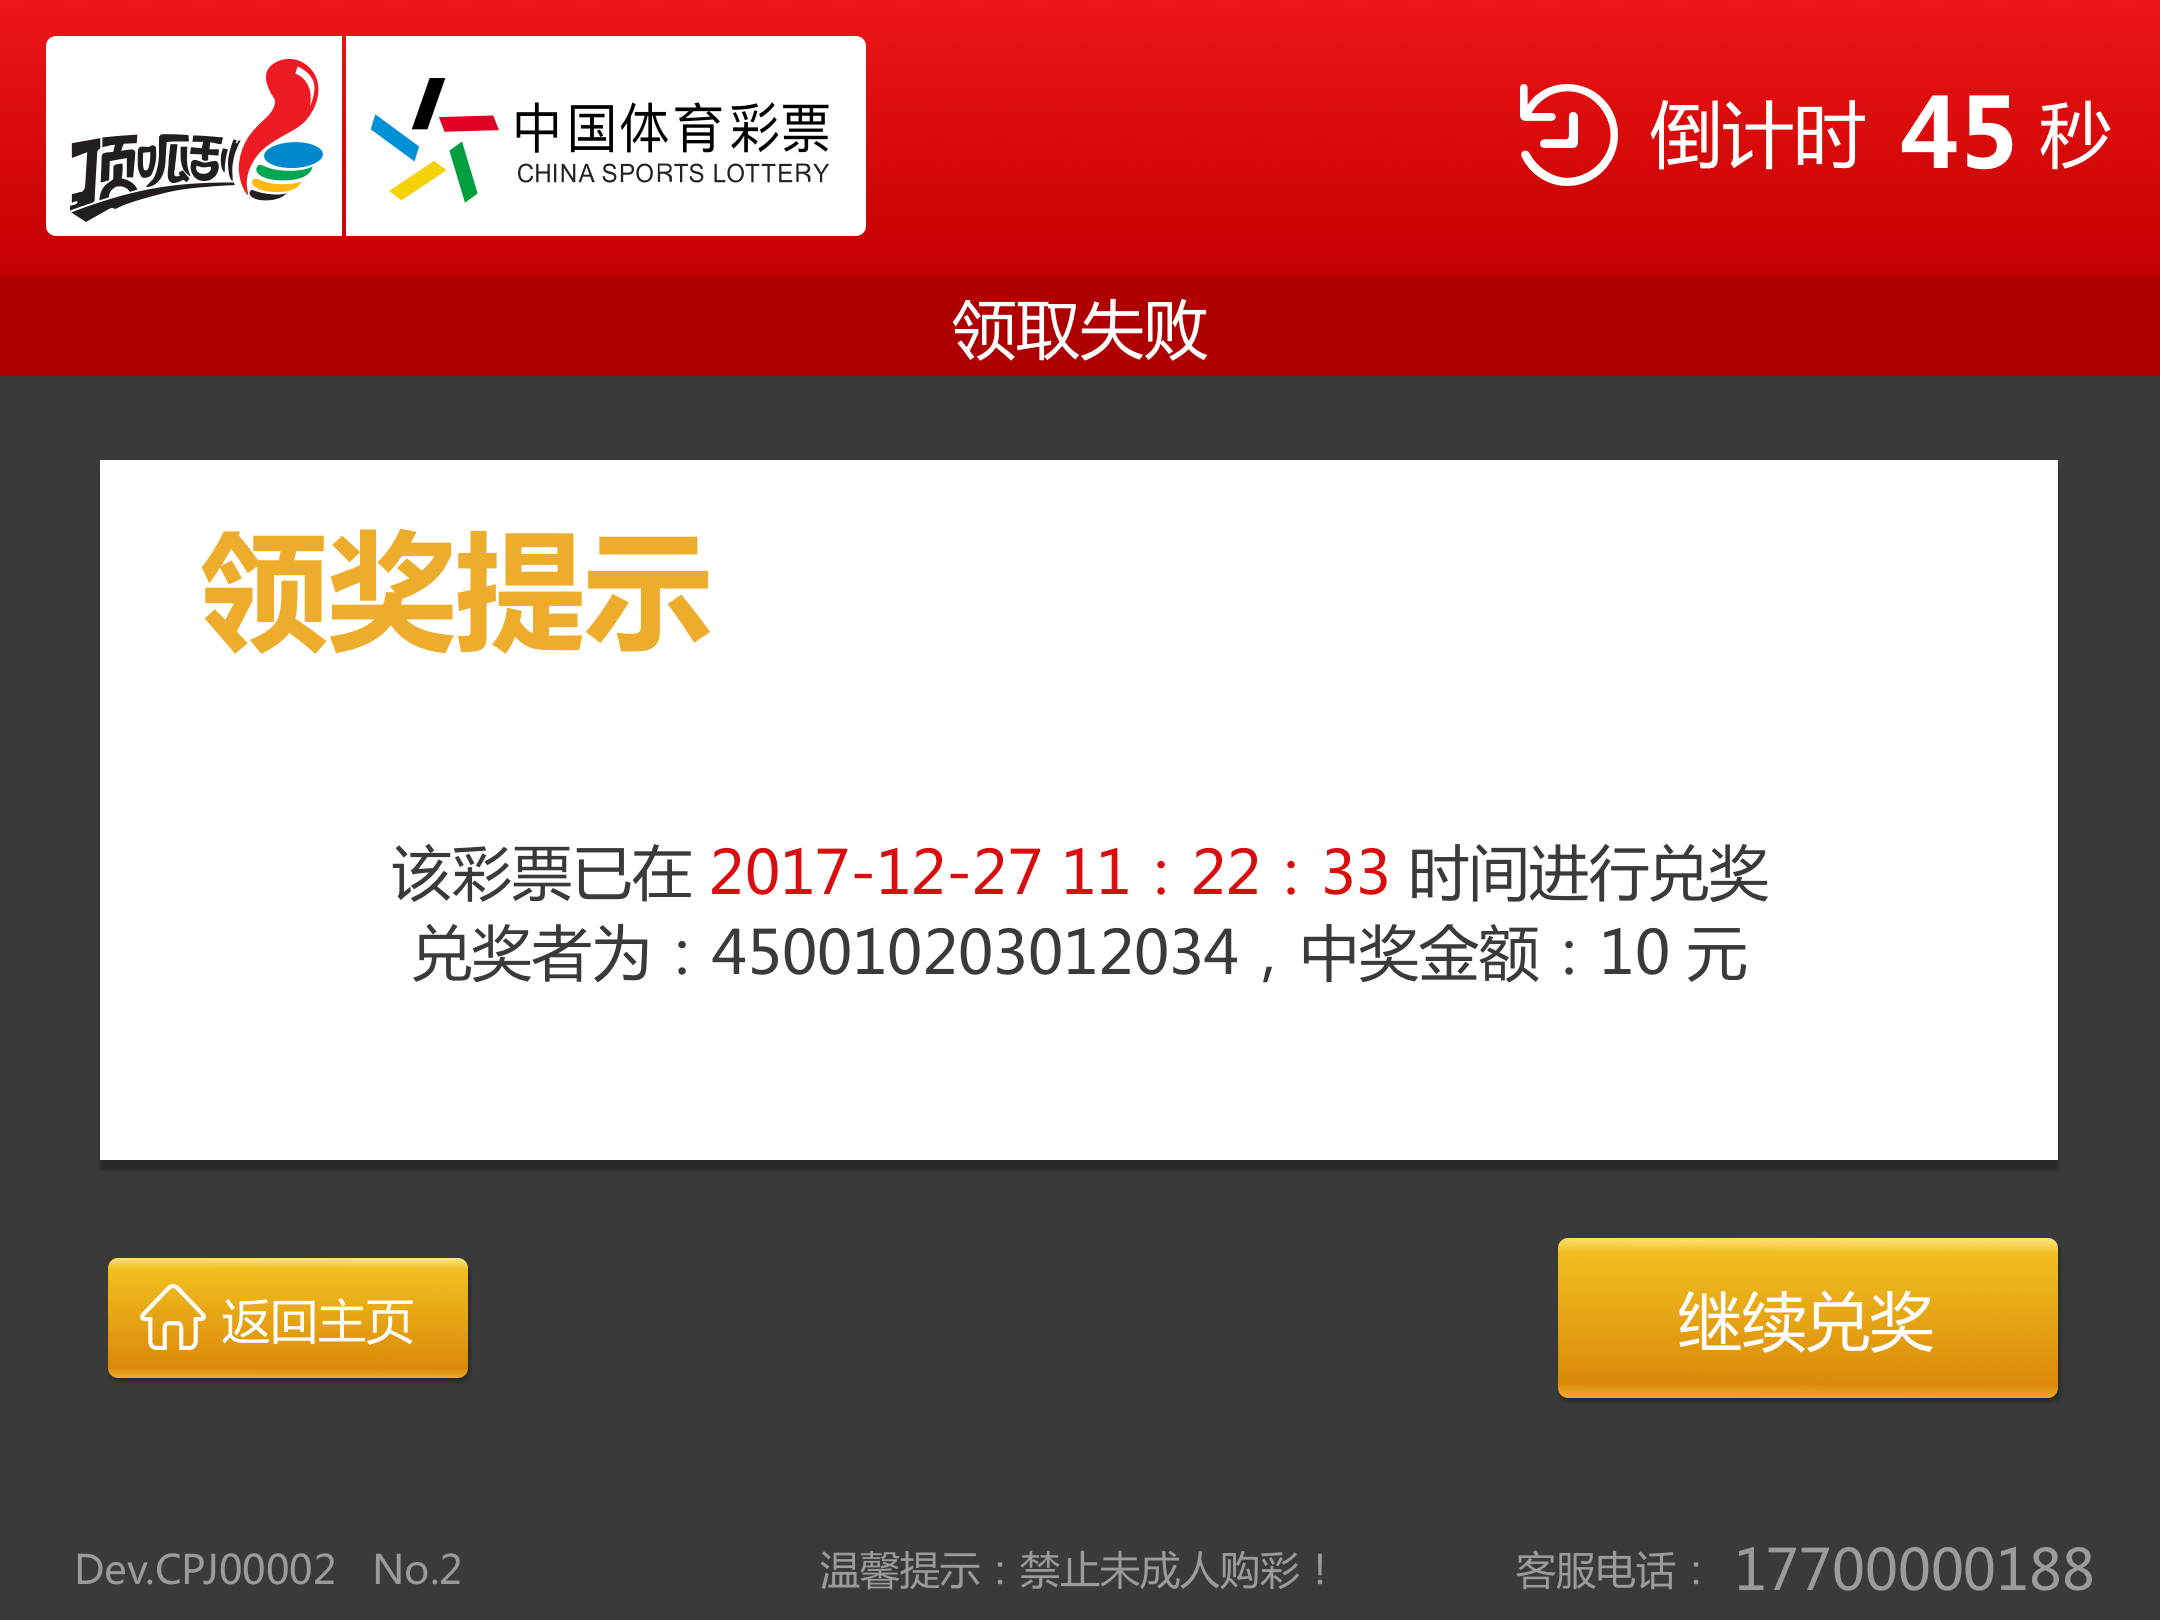 顶呱刮
中国体育彩票
CHINA SPORTS LOTTERY
倒计时 45 秒
领取失败
领奖提示
该彩票已在 2017-12-27 11：22：33 时间进行兑奖
兑奖者为：450010203012034，中奖金额：10 元
返回主页
继续兑奖
Dev.CPJ00002 No.2
温馨提示：禁止未成人购彩！
客服电话： 17700000188